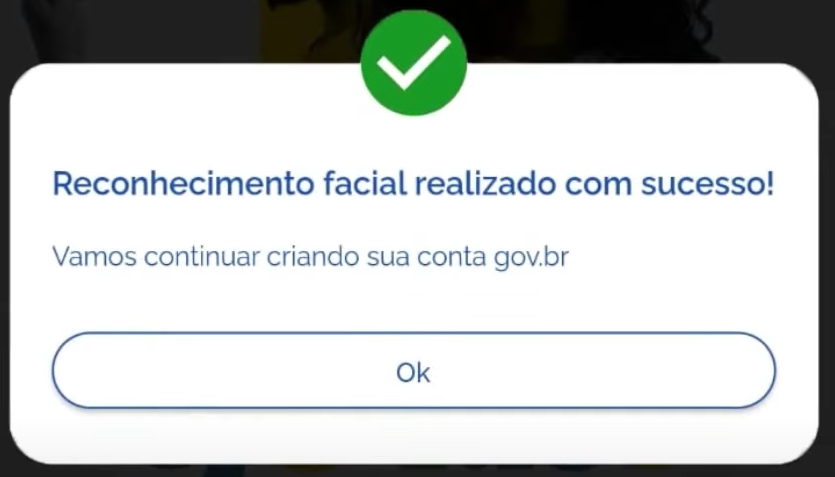 Reconhecimento facial realizado com sucesso!
Vamos continuar criando sua conta gov.br
Ok